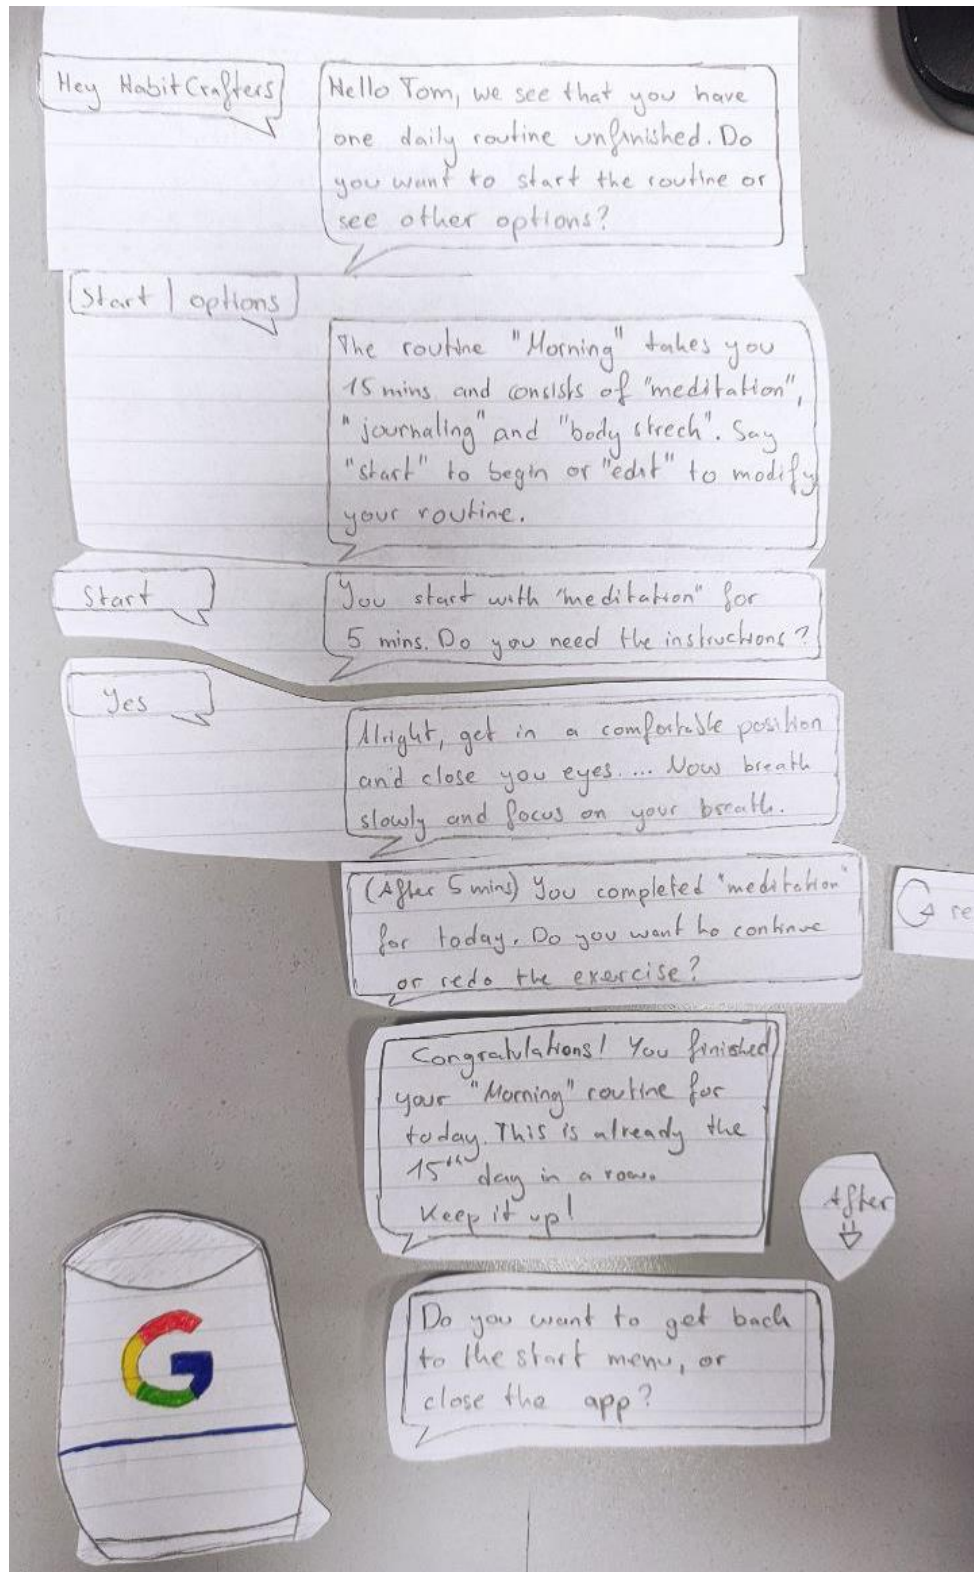 Hey HabitCrafters
Hello Tom, we see that you have
one daily routine unfinished. Do
you want to start the routine or
see other options?
Start | options
The routine "Morning" takes you
15 mins and consists of "meditation",
"journaling" and "body strech". Say
"start" to begin or "edit" to modify
your routine.
Start
You start with "meditation" for
5 mins. Do you need the instructions?
Yes
Alright, get in a comfortable position
and close you eyes. ... Now breath
slowly and focus on your breath.
(After 5 mins) You completed "meditation"
for today. Do you want to continue
or redo the exercise?
re
Congratulations! You finished
your "Morning" routine for
today. This is already the
15th day in a row.
Keep it up!
After
G
Do you want to get back
to the start menu, or
close the app?